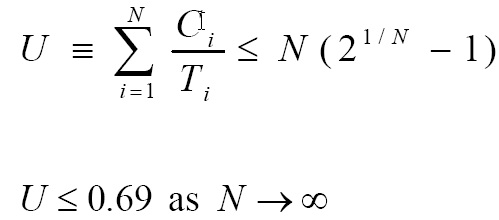 U ≡ ∑_{i=1}^{N} C_i / T_i ≤ N ( 2^{1/N} − 1 )
U ≤ 0.69 as N → ∞